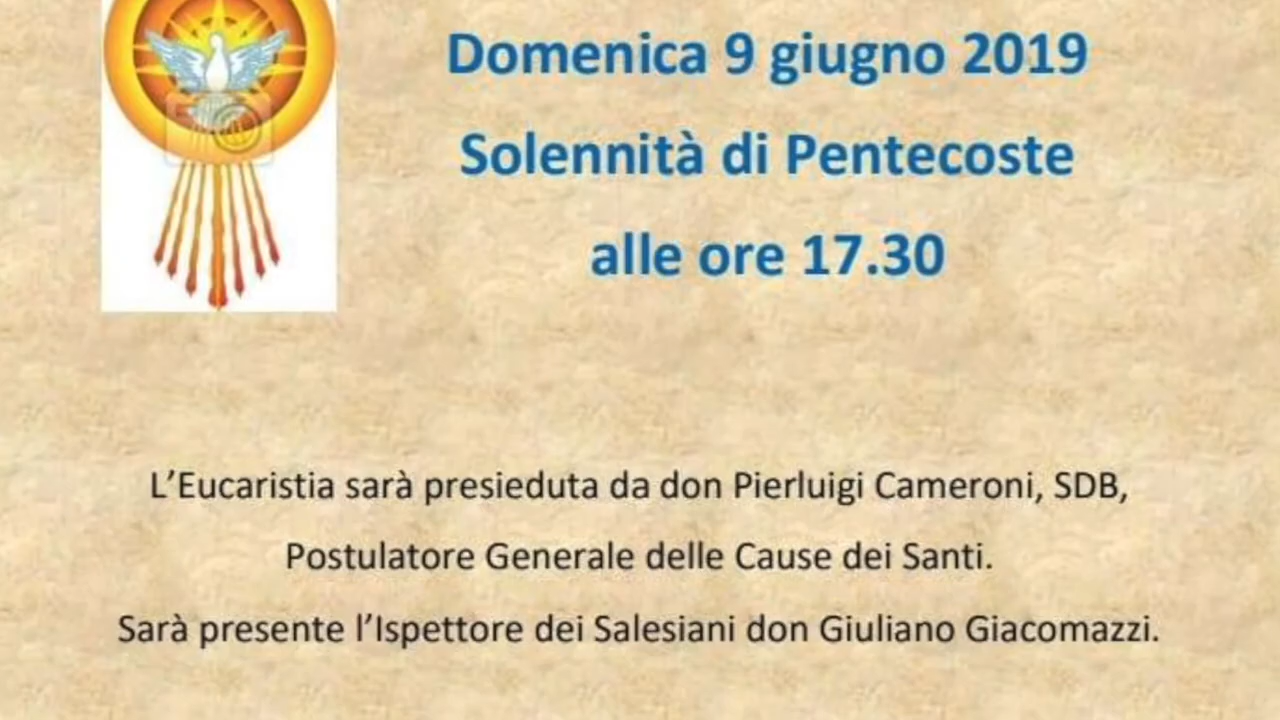 Domenica 9 giugno 2019
Solennità di Pentecoste
alle ore 17.30
L’Eucaristia sarà presieduta da don Pierluigi Cameroni, SDB,
Postulatore Generale delle Cause dei Santi.
Sarà presente l’Ispettore dei Salesiani don Giuliano Giacomazzi.